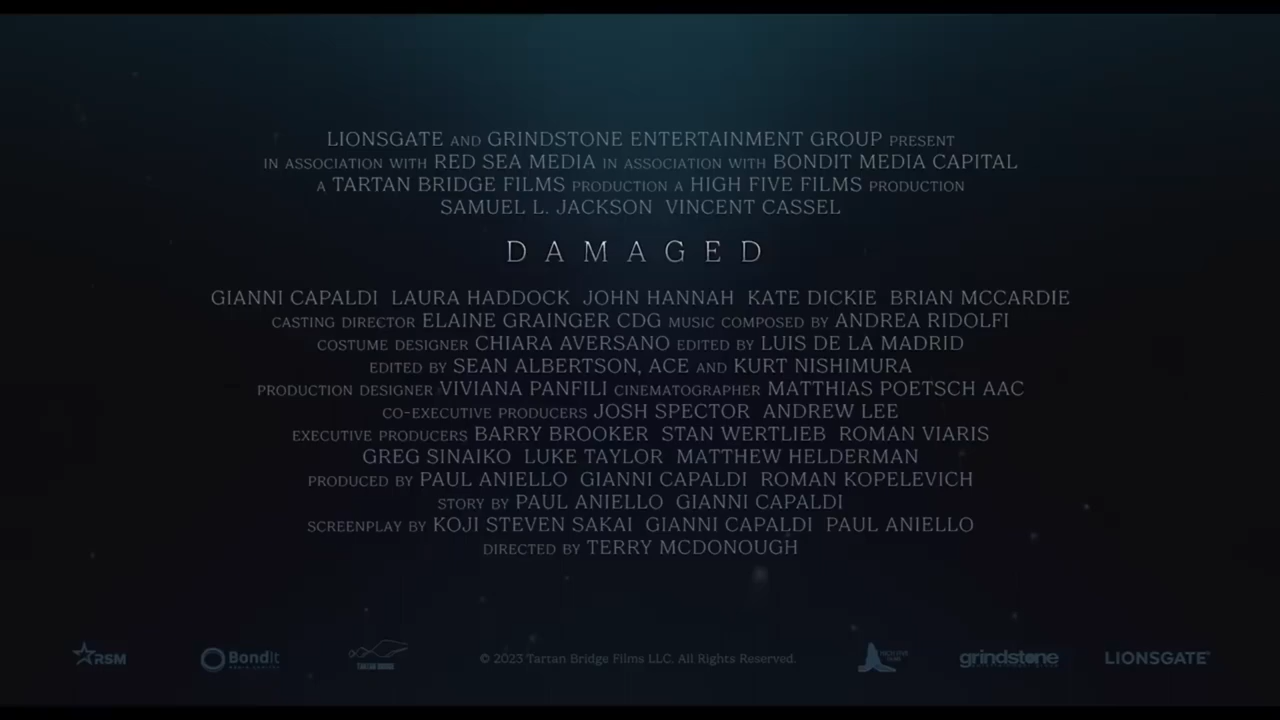 LIONSGATE AND GRINDSTONE ENTERTAINMENT GROUP PRESENT
IN ASSOCIATION WITH RED SEA MEDIA IN ASSOCIATION WITH BONDIT MEDIA CAPITAL
A TARTAN BRIDGE FILMS PRODUCTION A HIGH FIVE FILMS PRODUCTION
SAMUEL L. JACKSON VINCENT CASSEL
DAMAGED
GIANNI CAPALDI LAURA HADDOCK JOHN HANNAH KATE DICKIE BRIAN MCCARDIE
CASTING DIRECTOR ELAINE GRAINGER CDG MUSIC COMPOSED BY ANDREA RIDOLFI
COSTUME DESIGNER CHIARA AVERSANO EDITED BY LUIS DE LA MADRID
EDITED BY SEAN ALBERTSON, ACE AND KURT NISHIMURA
PRODUCTION DESIGNER VIVIANA PANFILI CINEMATOGRAPHER MATTHIAS POETSCH AAC
CO-EXECUTIVE PRODUCERS JOSH SPECTOR ANDREW LEE
EXECUTIVE PRODUCERS BARRY BROOKER STAN WERTLIEB ROMAN VIARIS
GREG SINAIKO LUKE TAYLOR MATTHEW HELDERMAN
PRODUCED BY PAUL ANIELLO GIANNI CAPALDI ROMAN KOPELEVICH
STORY BY PAUL ANIELLO GIANNI CAPALDI
SCREENPLAY BY KOJI STEVEN SAKAI GIANNI CAPALDI PAUL ANIELLO
DIRECTED BY TERRY MCDONOUGH
RSM BondIt MEDIA CAPITAL TARTAN BRIDGE © 2023 Tartan Bridge Films LLC. All Rights Reserved. HIGH FIVE FILMS grindstone LIONSGATE